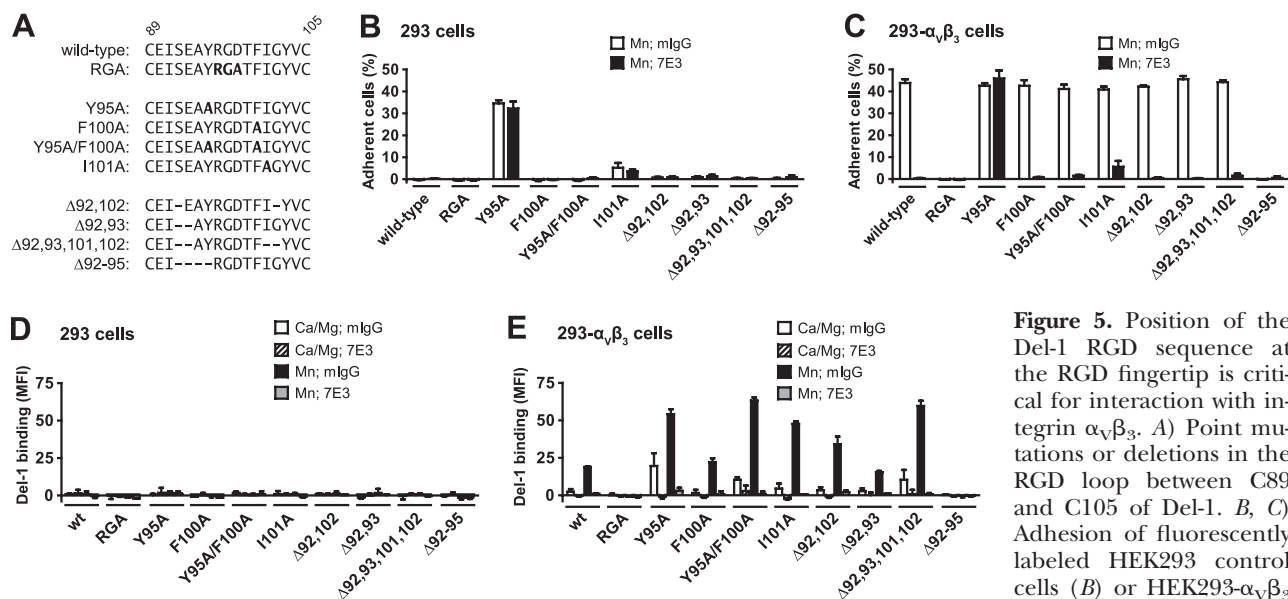 A
89 105
wild-type: CEISEAYRGDTFIGYVC
RGA: CEISEAYRGATFIGYVC
Y95A: CEISEAARGDTFIGYVC
F100A: CEISEAYRGDTAIGYVC
Y95A/F100A: CEISEAARGDTAIGYVC
I101A: CEISEAYRGDTFAGYVC
Δ92,102: CEI-EAYRGDTFI-YVC
Δ92,93: CEI--AYRGDTFIGYVC
Δ92,93,101,102: CEI--AYRGDTF--YVC
Δ92-95: CEI----RGDTFIGYVC
B 293 cells
Mn; mIgG
Mn; 7E3
Adherent cells (%)
50
40
30
20
10
0
wild-type RGA Y95A F100A Y95A/F100A I101A Δ92,102 Δ92,93 Δ92,93,101,102 Δ92-95
C 293-αVβ3
Mn; mIgG
Mn; 7E3
Adherent cells (%)
50
40
30
20
10
0
wild-type RGA Y95A F100A Y95A/F100A I101A Δ92,102 Δ92,93 Δ92,93,101,102 Δ92-95
D 293 cells
Ca/Mg; mIgG
Ca/Mg; 7E3
Mn; mIgG
Mn; 7E3
Del-1 binding (MFI)
75
50
25
0
wt RGA Y95A F100A Y95A/F100A I101A Δ92,102 Δ92,93 Δ92,93,101,102 Δ92-95
E 293-αVβ3 cells
Ca/Mg; mIgG
Ca/Mg; 7E3
Mn; mIgG
Mn; 7E3
Del-1 binding (MFI)
75
50
25
0
wt RGA Y95A F100A Y95A/F100A I101A Δ92,102 Δ92,93 Δ92,93,101,102 Δ92-95
Figure 5. Position of the
Del-1 RGD sequence at
the RGD fingertip is criti-
cal for interaction with in-
tegrin αVβ3. A) Point mu-
tations or deletions in the
RGD loop between C89
and C105 of Del-1. B, C)
Adhesion of fluorescently
labeled HEK293 control
cells (B) or HEK293-αVβ3